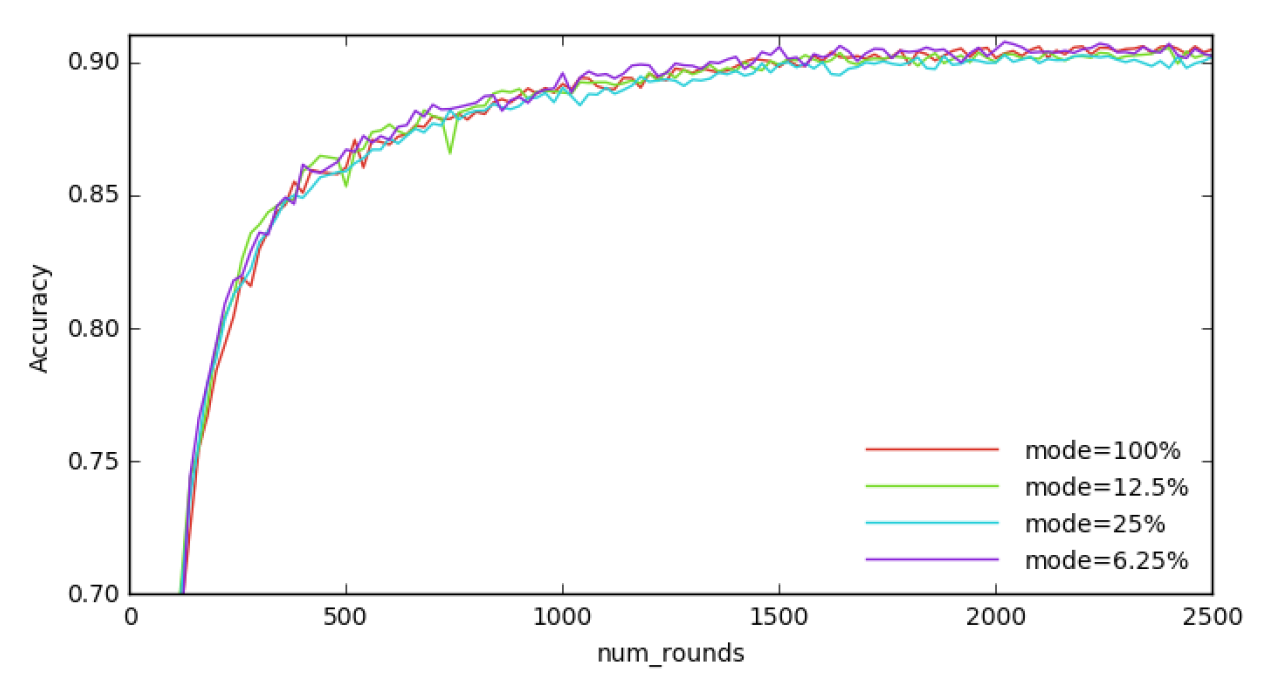 0.90
0.85
0.80
0.75
0.70
Accuracy
mode=100%
mode=12.5%
mode=25%
mode=6.25%
0 500 1000 1500 2000 2500
num_rounds